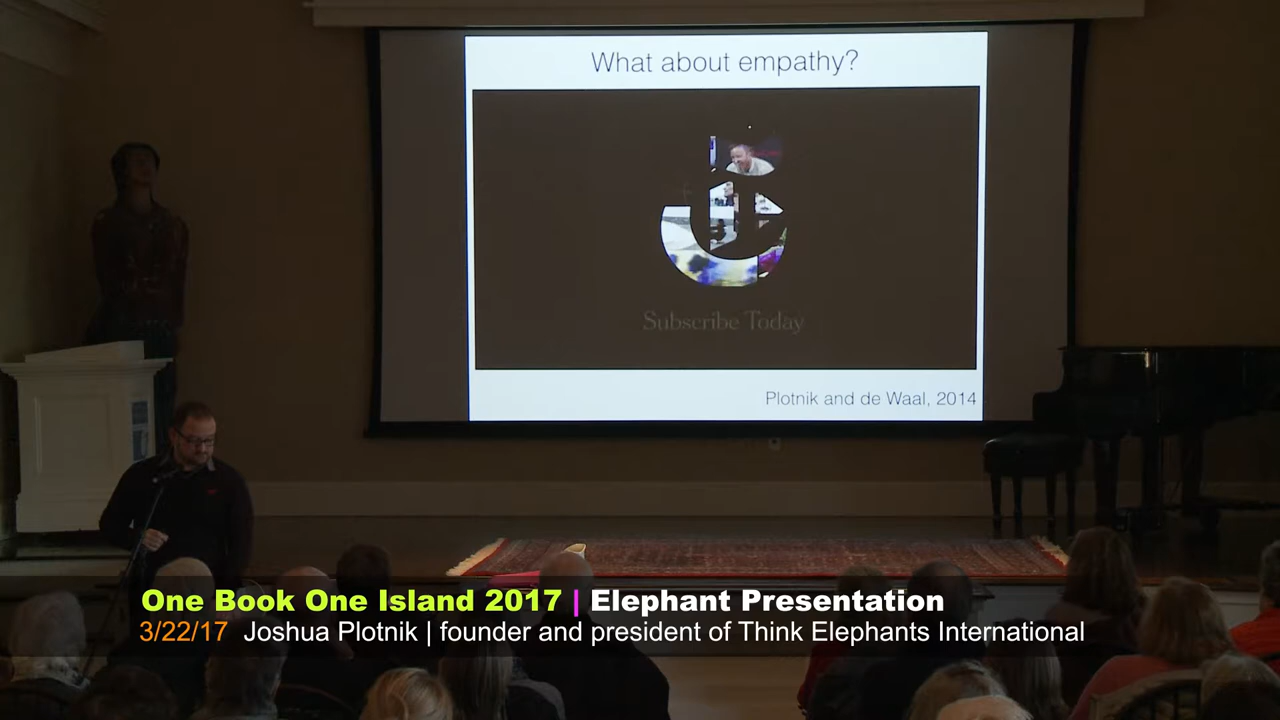 What about empathy?
Subscribe Today
Plotnik and de Waal, 2014
One Book One Island 2017 | Elephant Presentation
3/22/17 Joshua Plotnik | founder and president of Think Elephants International